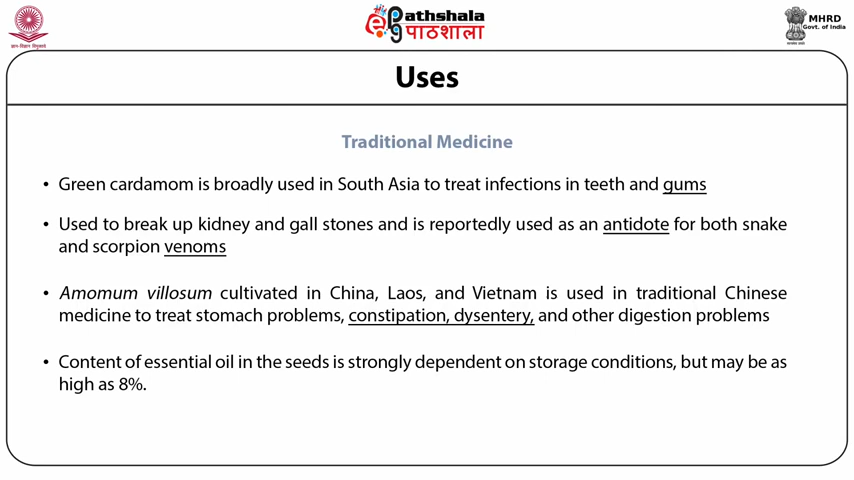 ePG Pathshala
पाठशाला
MHRD
Govt. of India
Uses
Traditional Medicine
• Green cardamom is broadly used in South Asia to treat infections in teeth and gums
• Used to break up kidney and gall stones and is reportedly used as an antidote for both snake
and scorpion venoms
• Amomum villosum cultivated in China, Laos, and Vietnam is used in traditional Chinese
medicine to treat stomach problems, constipation, dysentery, and other digestion problems
• Content of essential oil in the seeds is strongly dependent on storage conditions, but may be as
high as 8%.